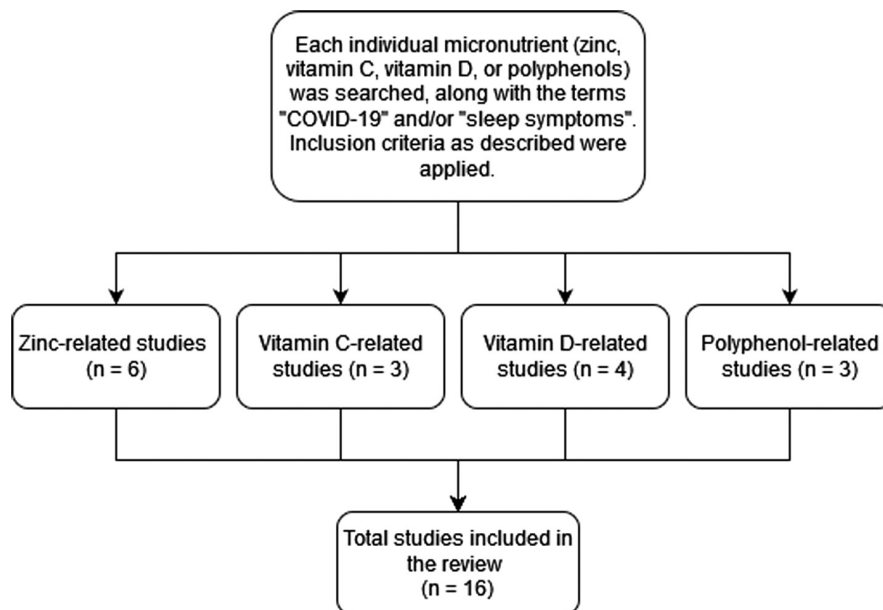 Each individual micronutrient (zinc,
vitamin C, vitamin D, or polyphenols)
was searched, along with the terms
"COVID-19" and/or "sleep symptoms".
Inclusion criteria as described were
applied.
Zinc-related studies
(n = 6)
Vitamin C-related
studies (n = 3)
Vitamin D-related
studies (n = 4)
Polyphenol-related
studies (n = 3)
Total studies included in
the review
(n = 16)